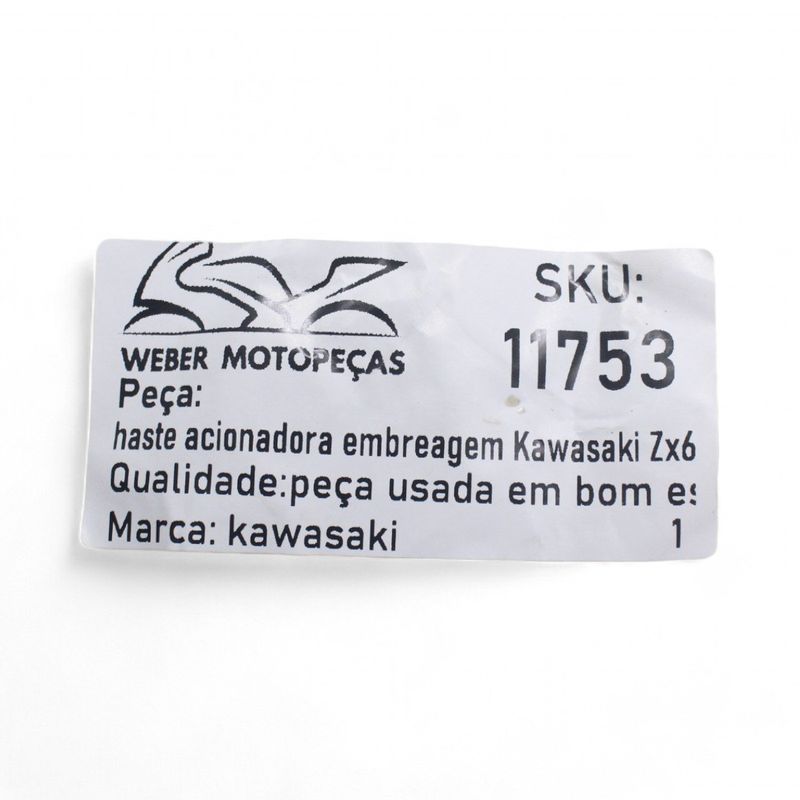 WEBER MOTOPEÇAS
SKU:
11753
Peça:
haste acionadora embreagem Kawasaki Zx6
Qualidade:peça usada em bom es
Marca: kawasaki 1